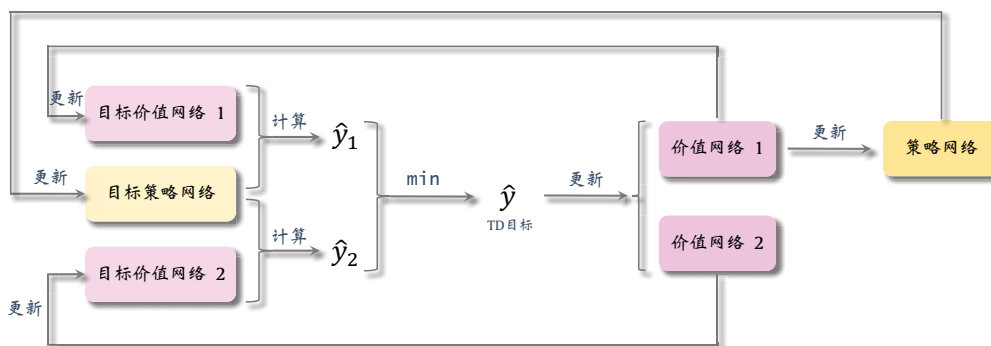 更新
目标价值网络 1
计算
ŷ₁
更新
目标策略网络
min
ŷ
TD目标
更新
价值网络 1
更新
策略网络
计算
ŷ₂
价值网络 2
更新
目标价值网络 2